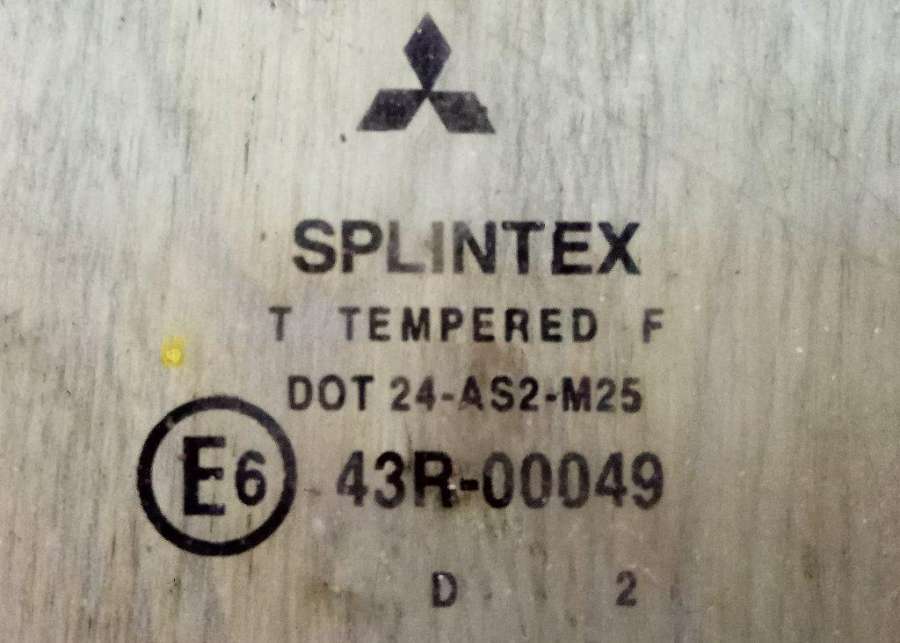 SPLINTEX
T TEMPERED F
DOT 24-AS2-M25
E6 43R-00049
D 2